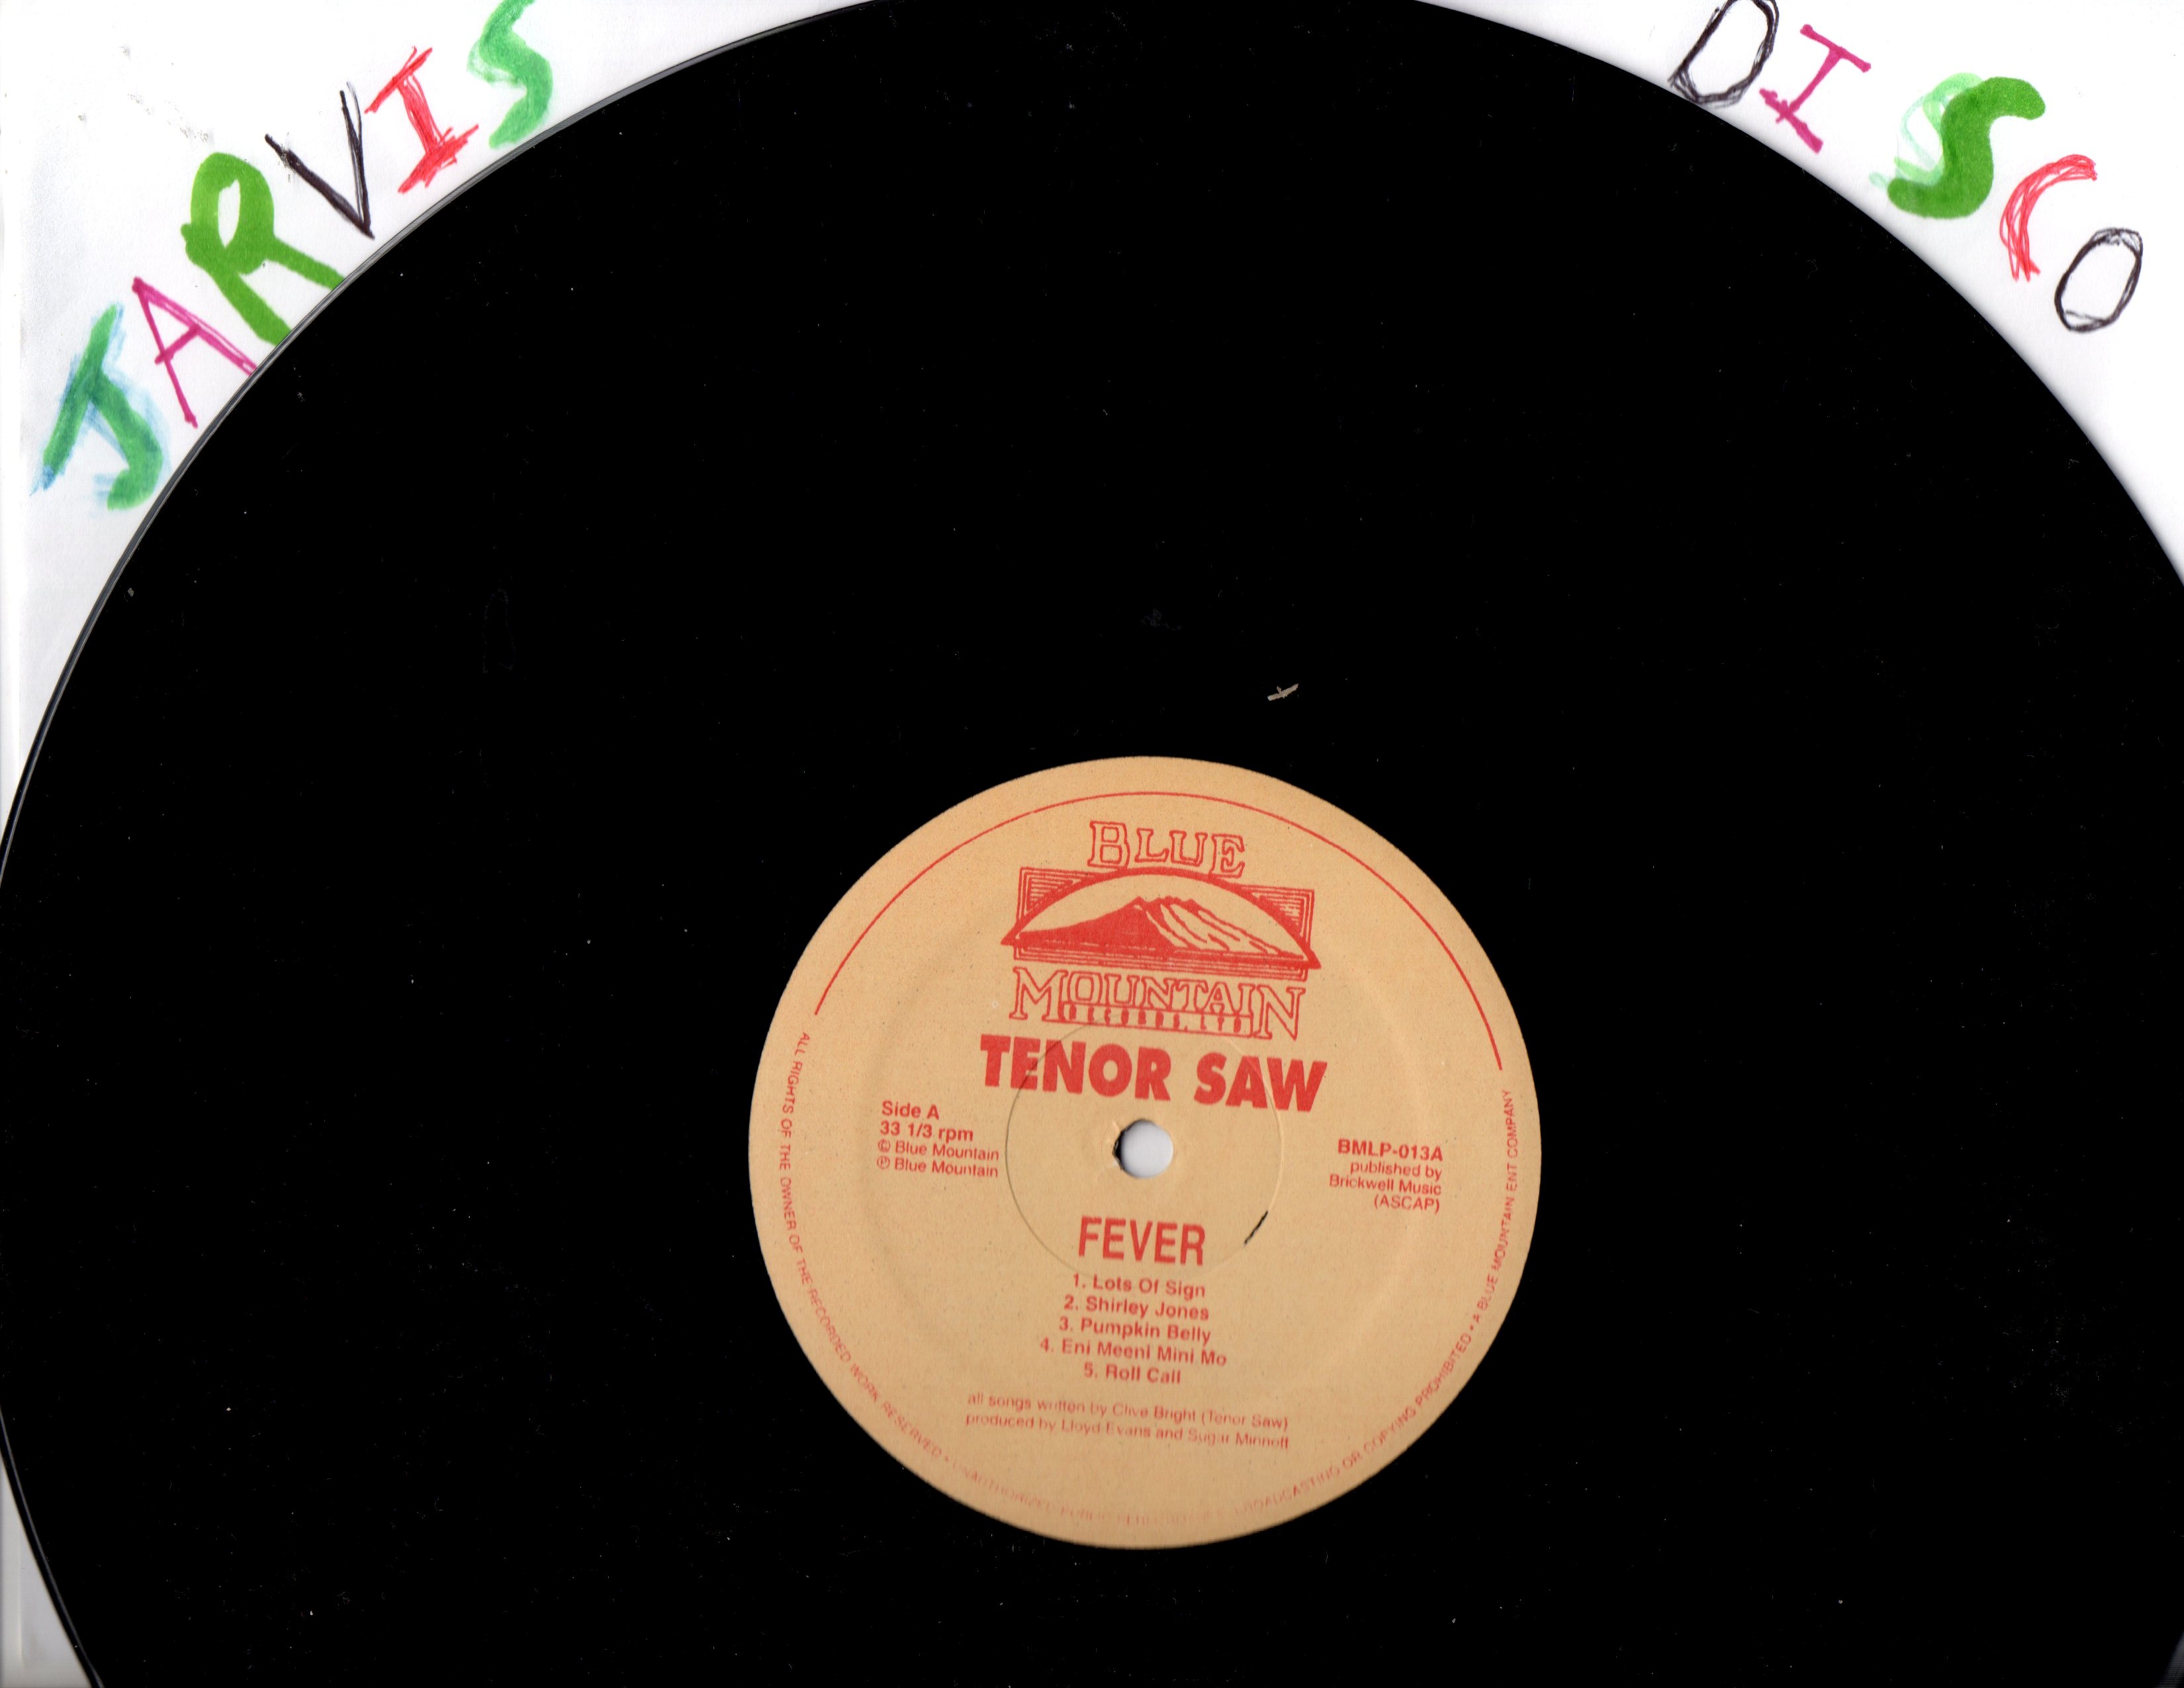 JARVIS
DISCO
BLUE
MOUNTAIN
RECORDS, LTD
TENOR SAW
Side A
33 1/3 rpm
© Blue Mountain
℗ Blue Mountain
BMLP-013A
published by
Brickwell Music
(ASCAP)
FEVER
1. Lots Of Sign
2. Shirley Jones
3. Pumpkin Belly
4. Eni Meeni Mini Mo
5. Roll Call
all songs written by Clive Bright (Tenor Saw)
produced by Lloyd Evans and Sugar Minnott
ALL RIGHTS OF THE OWNER OF THE RECORDED WORK RESERVED • UNAUTHORIZED PUBLIC BROADCASTING OR COPYING PROHIBITED • A BLUE MOUNTAIN ENT COMPANY